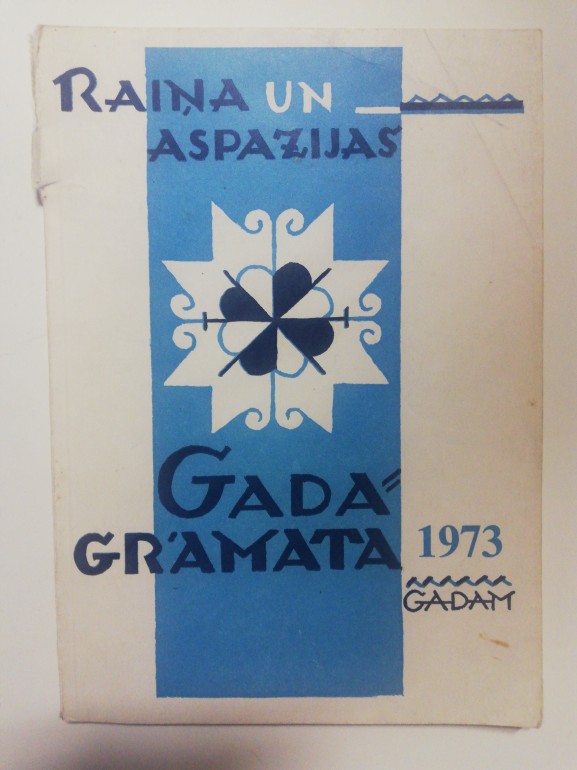 RAIŅA UN
ASPAZIJAS
GADA=
GRĀMATA 1973
GADAM